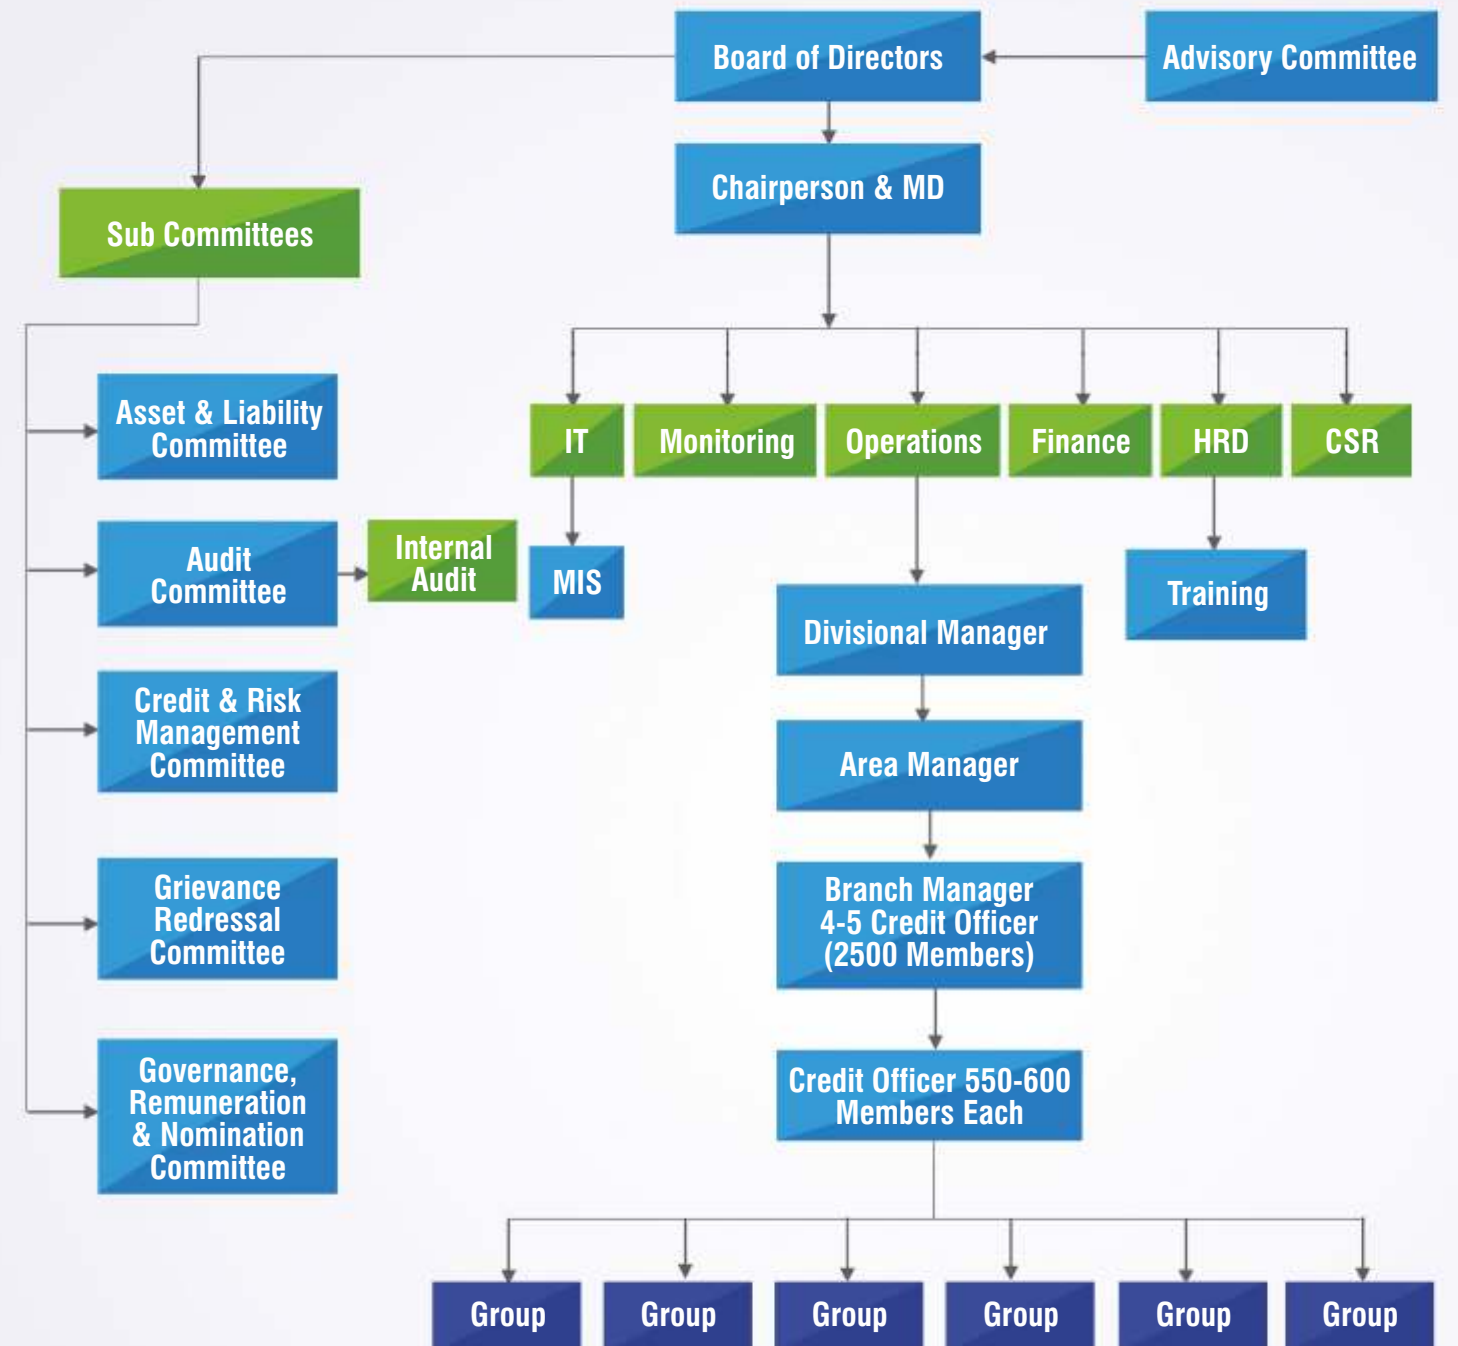 Board of Directors
Advisory Committee
Chairperson & MD
Sub Committees
Asset & Liability
Committee
Audit
Committee
Internal
Audit
Credit & Risk
Management
Committee
Grievance
Redressal
Committee
Governance,
Remuneration
& Nomination
Committee
IT
Monitoring
Operations
Finance
HRD
CSR
MIS
Training
Divisional Manager
Area Manager
Branch Manager
4-5 Credit Officer
(2500 Members)
Credit Officer 550-600
Members Each
Group
Group
Group
Group
Group
Group